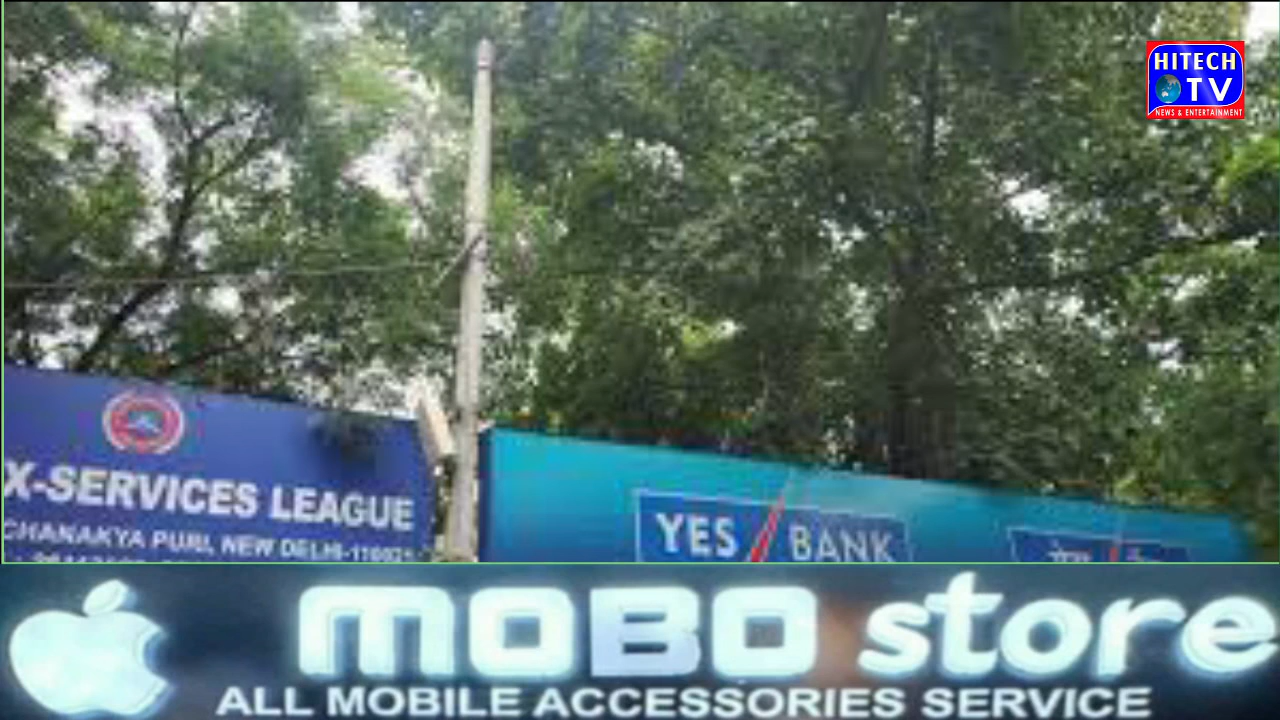 HITECH
TV
NEWS & ENTERTAINMENT
X-SERVICES LEAGUE
CHANAKYA PURI, NEW DELHI-110021
YES BANK
MOBO store
ALL MOBILE ACCESSORIES SERVICE